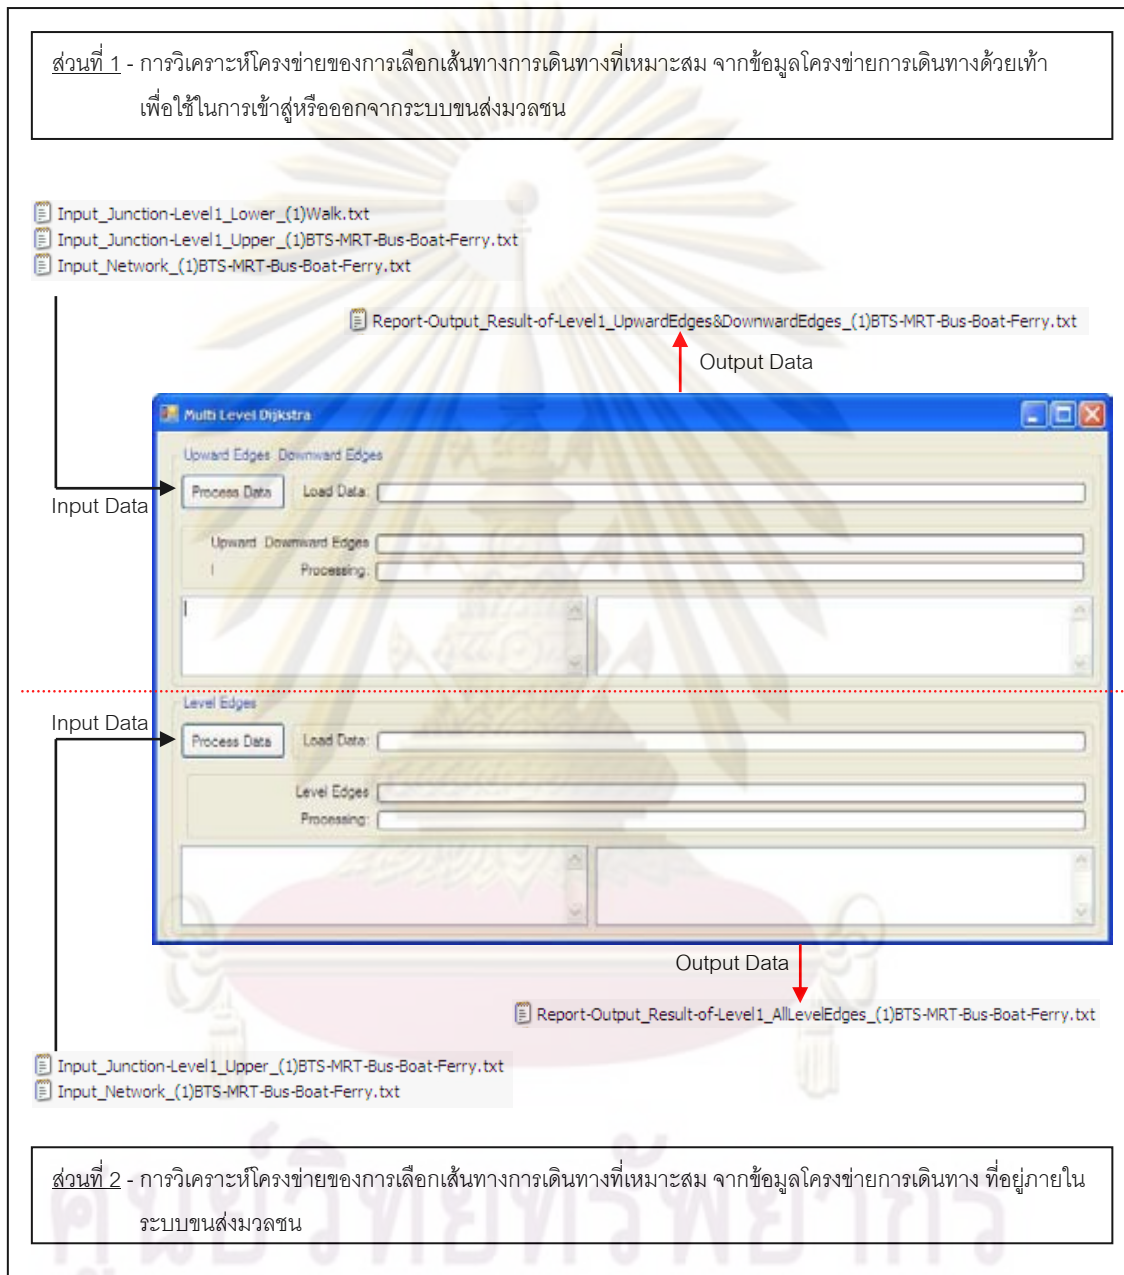 ส่วนที่ 1 - การวิเคราะห์โครงข่ายของการเลือกเส้นทางการเดินทางที่เหมาะสม จากข้อมูลโครงข่ายการเดินทางด้วยเท้า
เพื่อใช้ในการเข้าสู่หรือออกจากระบบขนส่งมวลชน
Input_Junction-Level1_Lower_(1)Walk.txt
Input_Junction-Level1_Upper_(1)BTS-MRT-Bus-Boat-Ferry.txt
Input_Network_(1)BTS-MRT-Bus-Boat-Ferry.txt
Report-Output_Result-of-Level1_UpwardEdges&DownwardEdges_(1)BTS-MRT-Bus-Boat-Ferry.txt
Output Data
Multi Level Dijkstra
Upward Edges Downward Edges
Process Data
Load Data:
Input Data
Upward Downward Edges
Processing:
Level Edges
Input Data
Process Data
Load Data:
Level Edges
Processing:
Output Data
Report-Output_Result-of-Level1_AllLevelEdges_(1)BTS-MRT-Bus-Boat-Ferry.txt
Input_Junction-Level1_Upper_(1)BTS-MRT-Bus-Boat-Ferry.txt
Input_Network_(1)BTS-MRT-Bus-Boat-Ferry.txt
ส่วนที่ 2 - การวิเคราะห์โครงข่ายของการเลือกเส้นทางการเดินทางที่เหมาะสม จากข้อมูลโครงข่ายการเดินทาง ที่อยู่ภายใน
ระบบขนส่งมวลชน
ศูนย์วิทยทรัพยากร